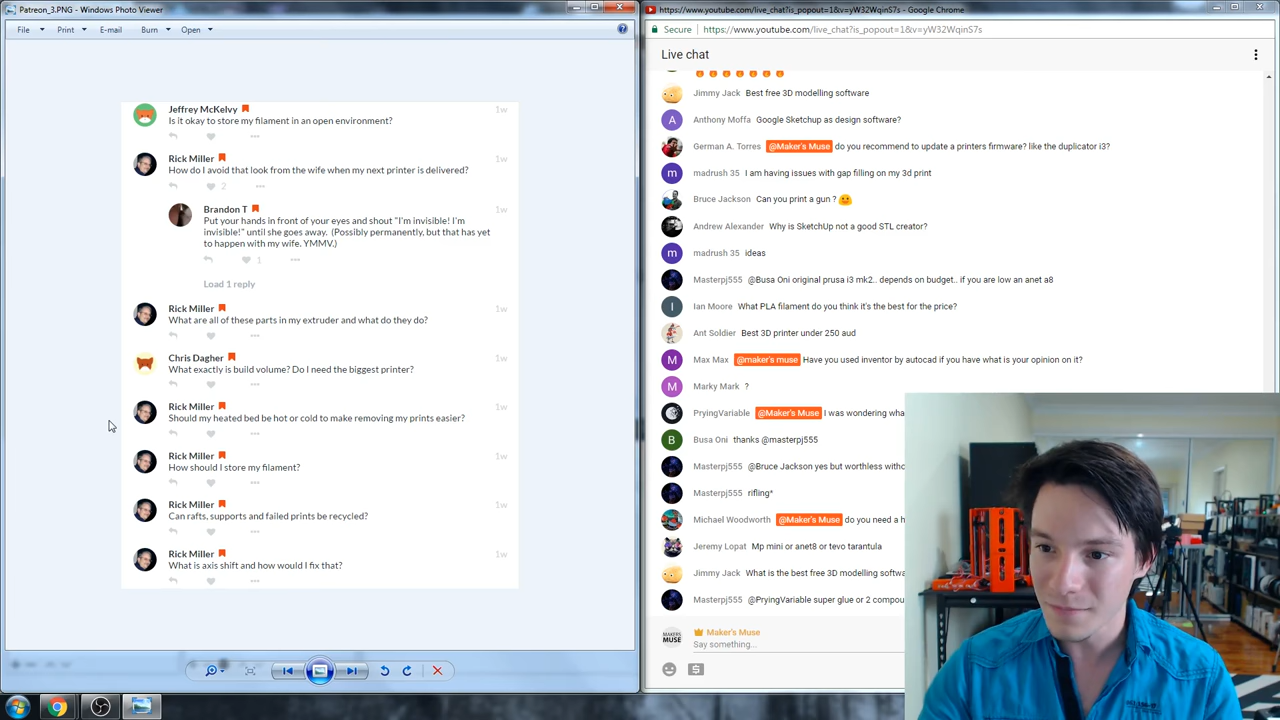 Patreon_3.PNG - Windows Photo Viewer
File Print E-mail Burn Open
Jeffrey McKelvy 1w
Is it okay to store my filament in an open environment?
Rick Miller 1w
How do I avoid that look from the wife when my next printer is delivered?
2
Brandon T 1w
Put your hands in front of your eyes and shout "I'm invisible! I'm
invisible!" until she goes away. (Possibly permanently, but that has yet
to happen with my wife. YMMV.)
1
Load 1 reply
Rick Miller 1w
What are all of these parts in my extruder and what do they do?
Chris Dagher 1w
What exactly is build volume? Do I need the biggest printer?
Rick Miller 1w
Should my heated bed be hot or cold to make removing my prints easier?
Rick Miller 1w
How should I store my filament?
Rick Miller 1w
Can rafts, supports and failed prints be recycled?
Rick Miller 1w
What is axis shift and how would I fix that?
https://www.youtube.com/live_chat?is_popout=1&v=yW32WqinS7s - Google Chrome
Secure https://www.youtube.com/live_chat?is_popout=1&v=yW32WqinS7s
Live chat
Jimmy Jack Best free 3D modelling software
A Anthony Moffa Google Sketchup as design software?
German A. Torres @Maker's Muse do you recommend to update a printers firmware? like the duplicator i3?
m madrush 35 I am having issues with gap filling on my 3d print
Bruce Jackson Can you print a gun ?
Andrew Alexander Why is SketchUp not a good STL creator?
m madrush 35 ideas
Masterpj555 @Busa Oni original prusa i3 mk2.. depends on budget.. if you are low an anet a8
I Ian Moore What PLA filament do you think it's the best for the price?
Ant Soldier Best 3D printer under 250 aud
M Max Max @maker's muse Have you used inventor by autocad if you have what is your opinion on it?
M Marky Mark ?
PryingVariable @Maker's Muse I was wondering wha
B Busa Oni thanks @masterpj555
Masterpj555 @Bruce Jackson yes but worthless witho
Masterpj555 rifling*
Michael Woodworth @Maker's Muse do you need a h
Jeremy Lopat Mp mini or anet8 or tevo tarantula
Jimmy Jack What is the best free 3D modelling softwar
Masterpj555 @PryingVariable super glue or 2 compou
MAKER'S MUSE Maker's Muse
Say something...